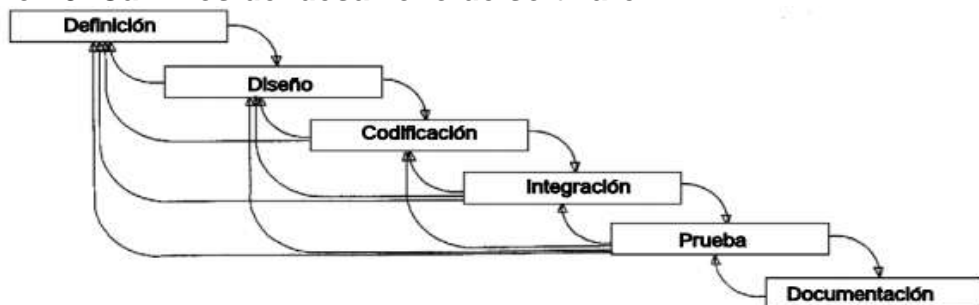 Definición
Diseño
Codificación
Integración
Prueba
Documentación